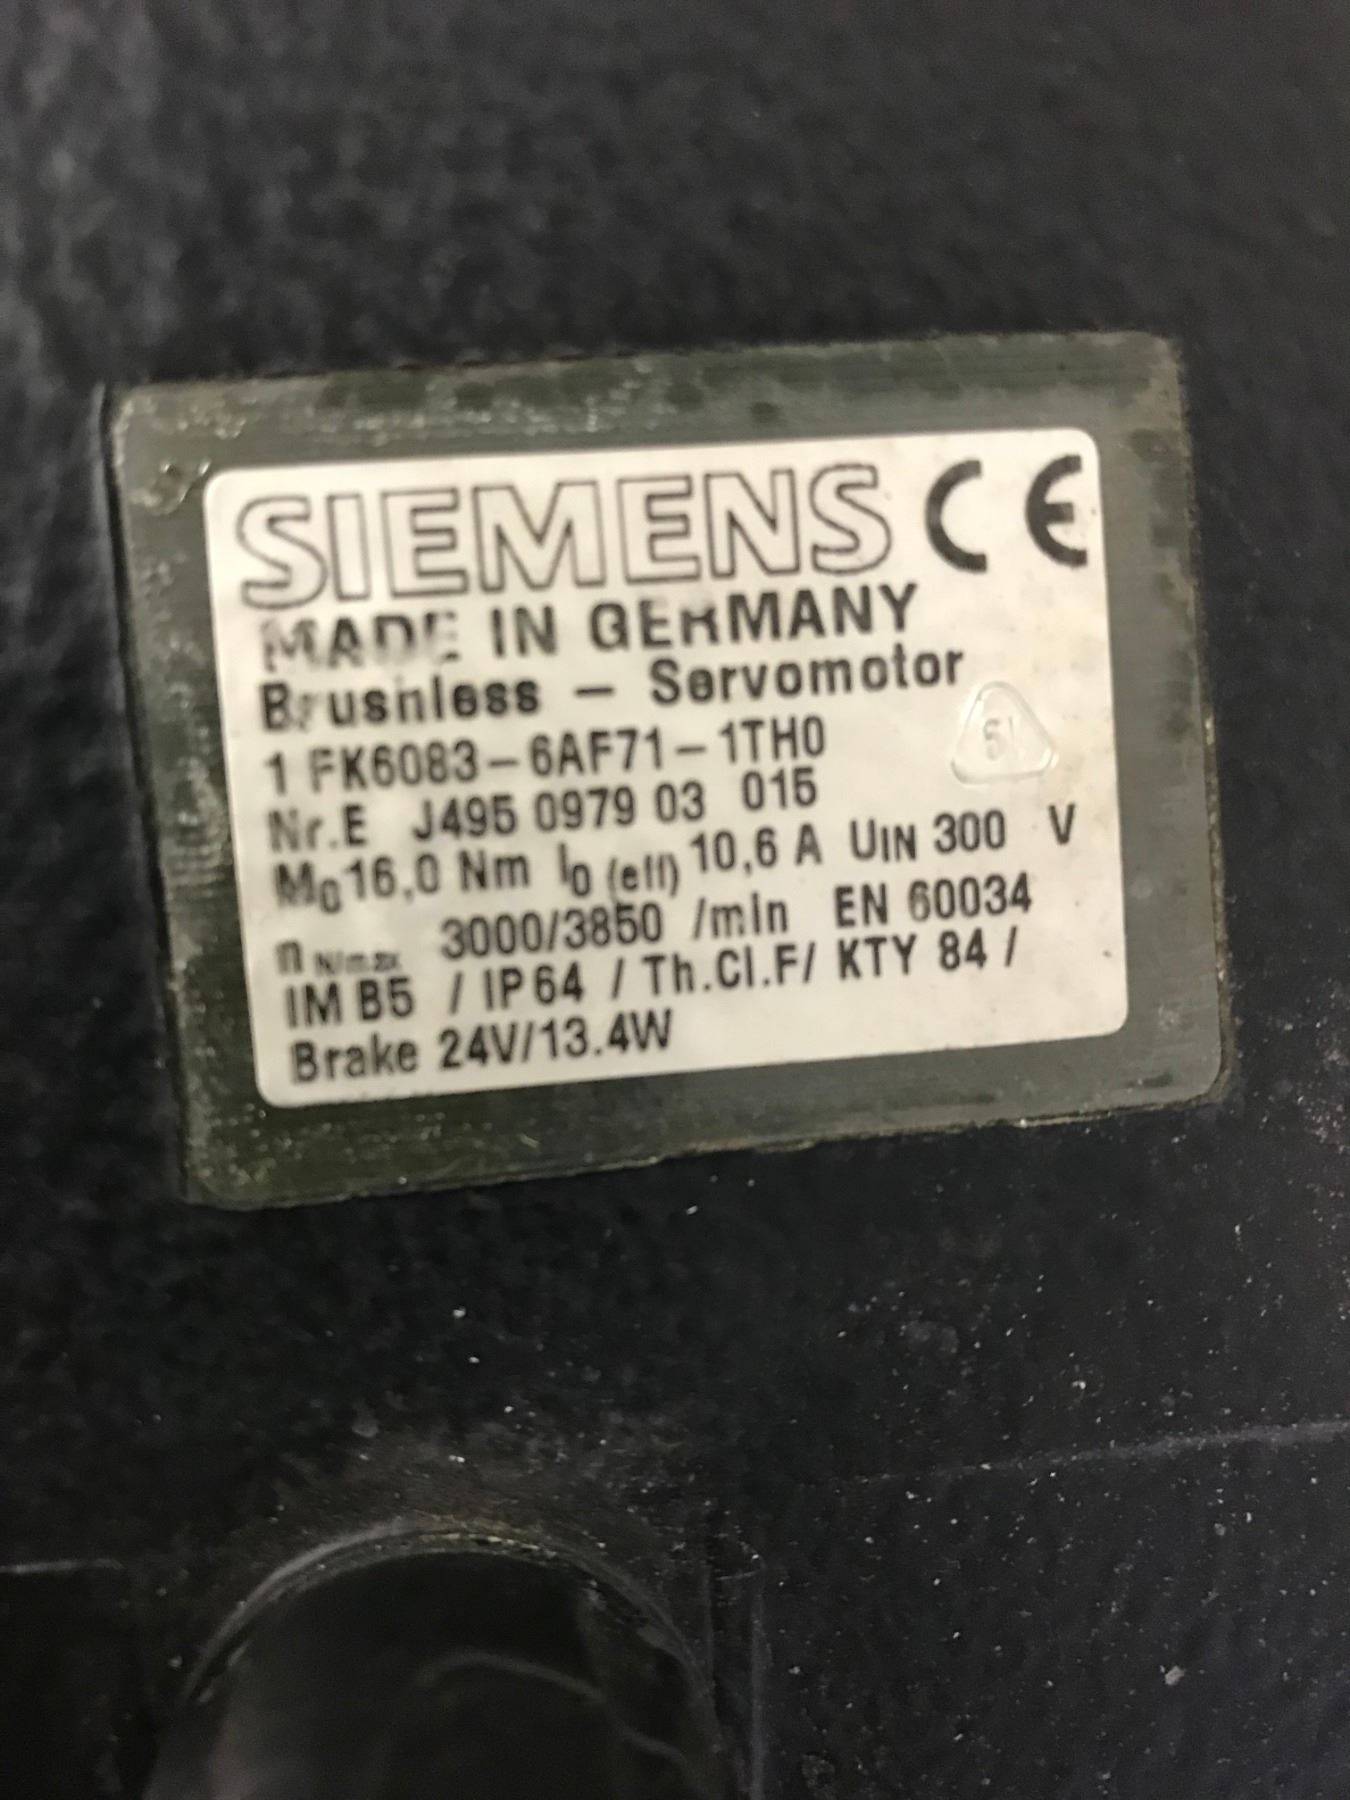 SIEMENS CE
MADE IN GERMANY
Brushless – Servomotor
1 FK6083–6AF71–1TH0
Nr.E J495 0979 03 015
M0 16,0 Nm I0 (eff) 10,6 A UIN 300 V
n N/max 3000/3850 /min EN 60034
IM B5 / IP64 / Th.Cl.F/ KTY 84 /
Brake 24V/13.4W